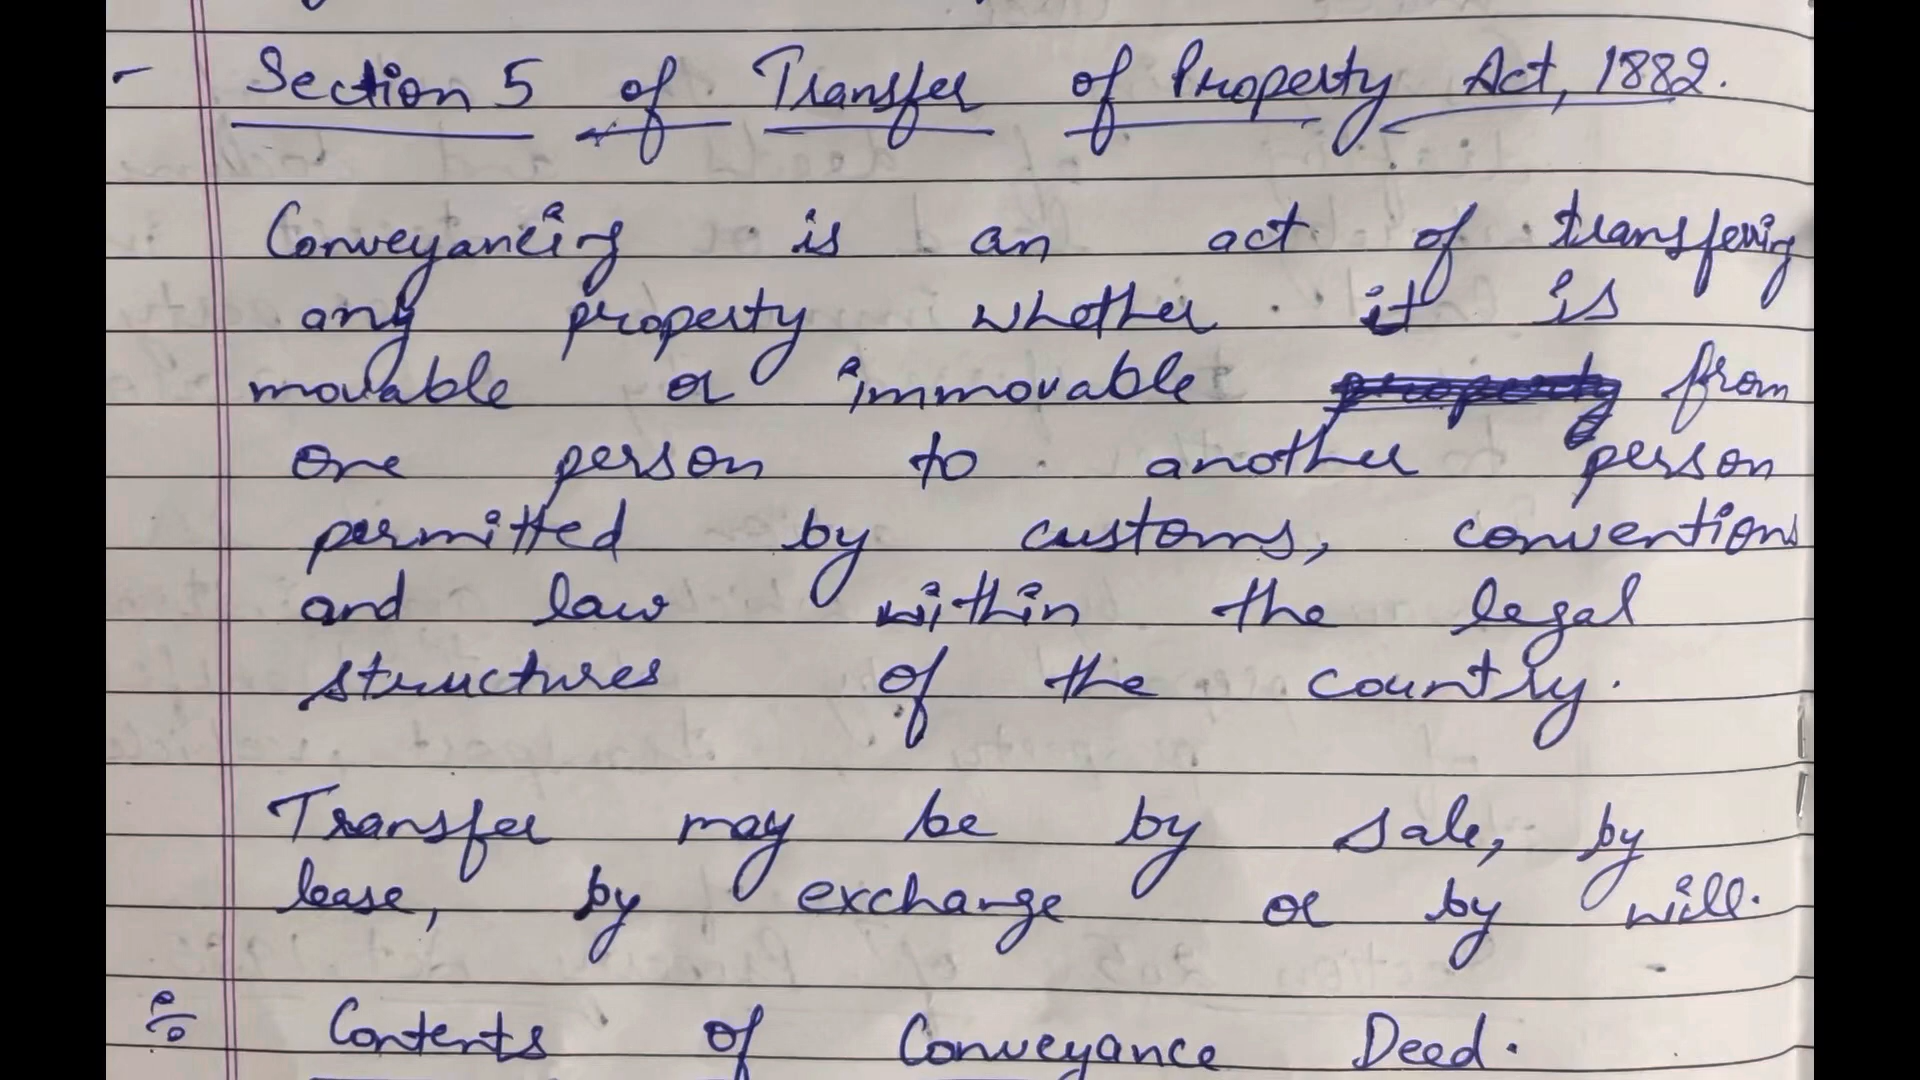 - Section 5 of Transfer of Property Act, 1882.
Conveyancing is an act of transfering
any property whether it is
movable or immovable from
one person to another person
permitted by customs, conventions
and law within the legal
structures of the country.
Transfer may be by sale, by
lease, by exchange or by will.
Contents of Conveyance Deed.